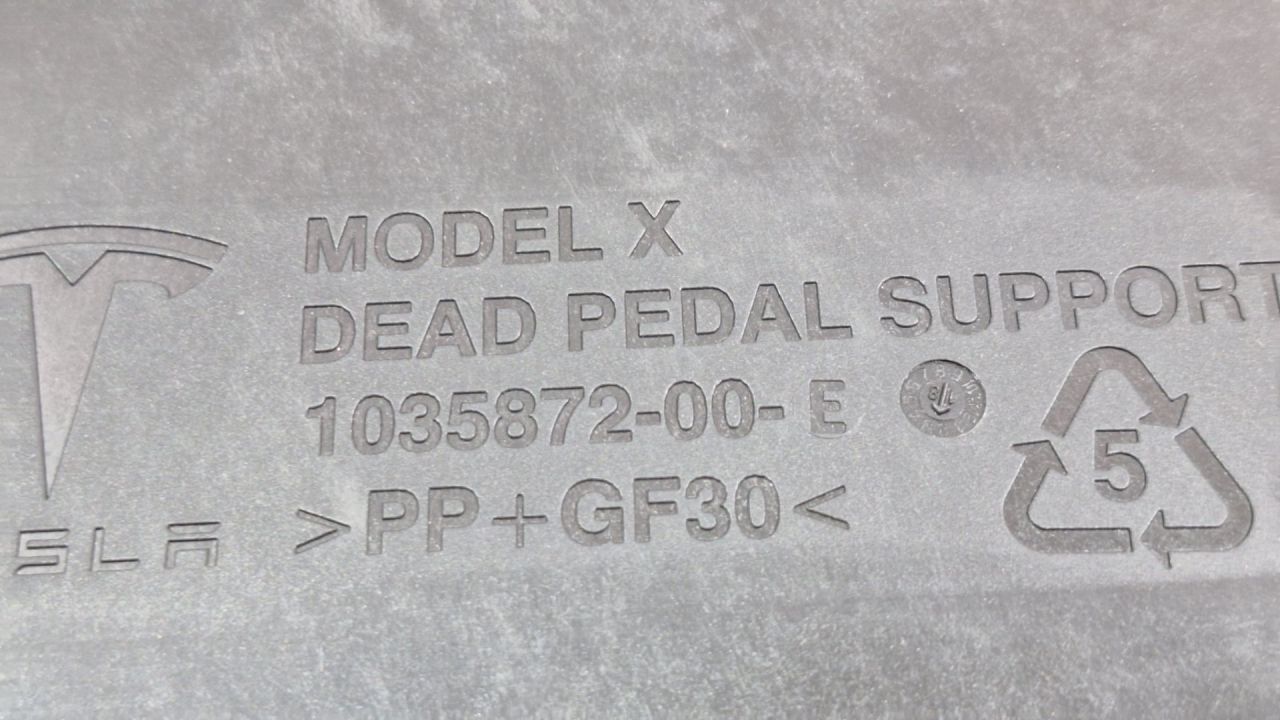 MODEL X
DEAD PEDAL SUPPORT
1035872-00-E
>PP+GF30<
5
SLA